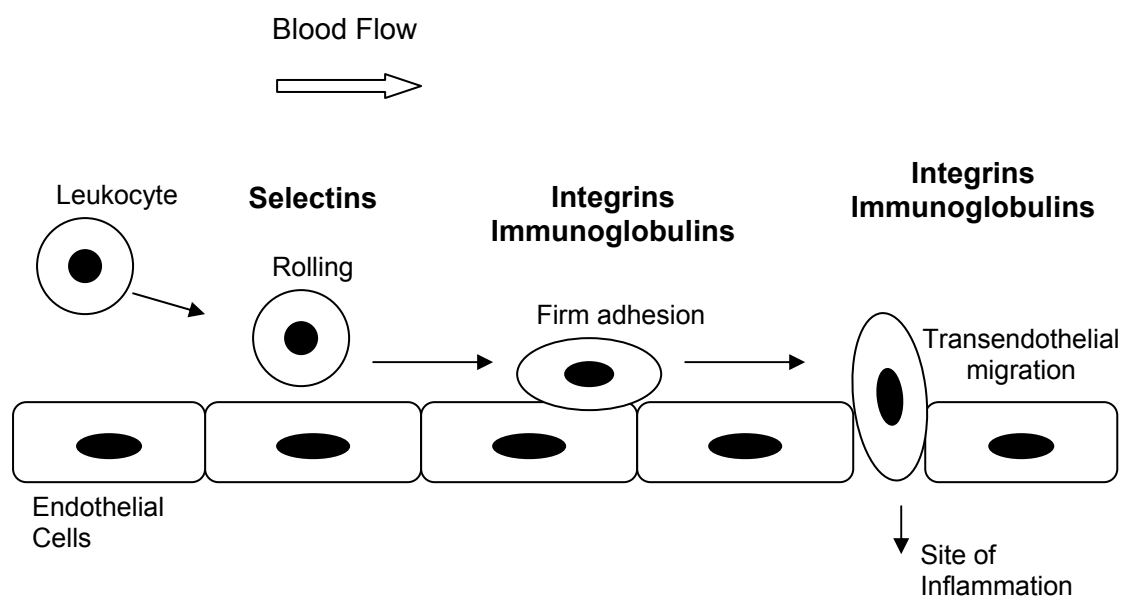 Blood Flow
Leukocyte
Selectins
Rolling
Integrins
Immunoglobulins
Firm adhesion
Integrins
Immunoglobulins
Transendothelial
migration
Endothelial
Cells
Site of
Inflammation